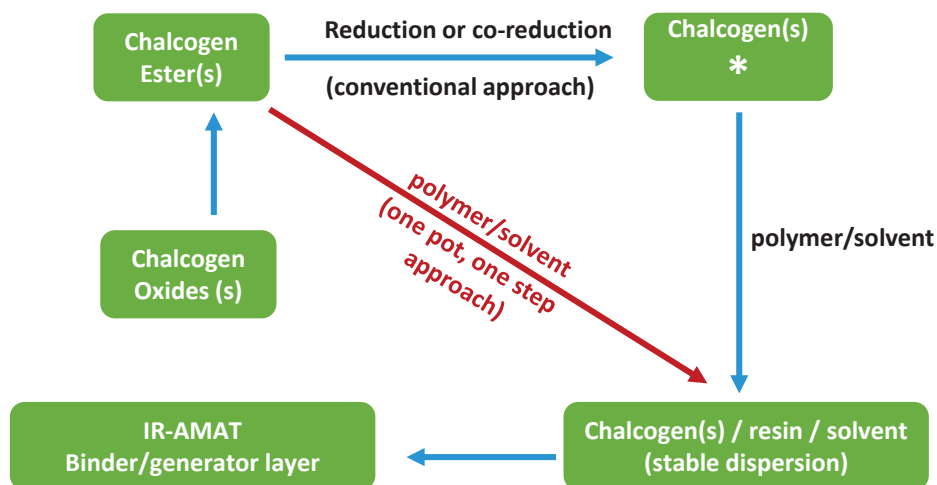 Chalcogen
Ester(s)
Reduction or co-reduction
(conventional approach)
Chalcogen(s)
*
polymer/solvent
(one pot, one step
approach)
polymer/solvent
Chalcogen
Oxides (s)
IR-AMAT
Binder/generator layer
Chalcogen(s) / resin / solvent
(stable dispersion)